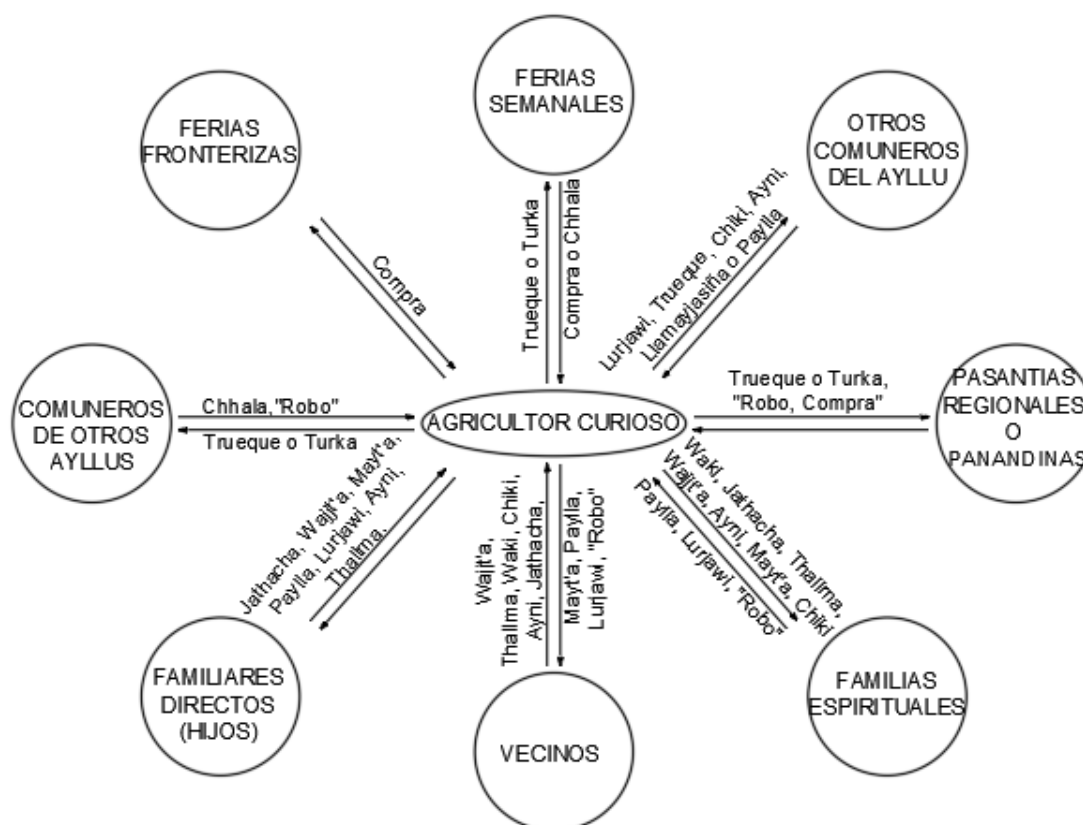 FERIAS
SEMANALES
FERIAS
FRONTERIZAS
OTROS
COMUNEROS
DEL AYLLU
Compra
Trueque o Turka
Compra o Chhala
Lurjawi, Trueque, Chiki, Ayni,
Llamayjasiña o Paylla
COMUNEROS
DE OTROS
AYLLUS
Chhala,"Robo"
Trueque o Turka
AGRICULTOR CURIOSO
Trueque o Turka,
"Robo, Compra"
PASANTIAS
REGIONALES
O
PANANDINAS
Jathacha, Wajt'a, Mayt'a,
Paylla, Lurjawi, Ayni,
Thallma,
Wajt'a,
Thallma, Waki, Chiki,
Ayni, Jathacha,
Mayt'a, Paylla,
Lurjawi, "Robo"
Waki, Jathacha, Thallma,
Wajt'a, Ayni, Mayt'a, Chiki
Paylla, Lurjawi, "Robo"
FAMILIARES
DIRECTOS
(HIJOS)
VECINOS
FAMILIAS
ESPIRITUALES